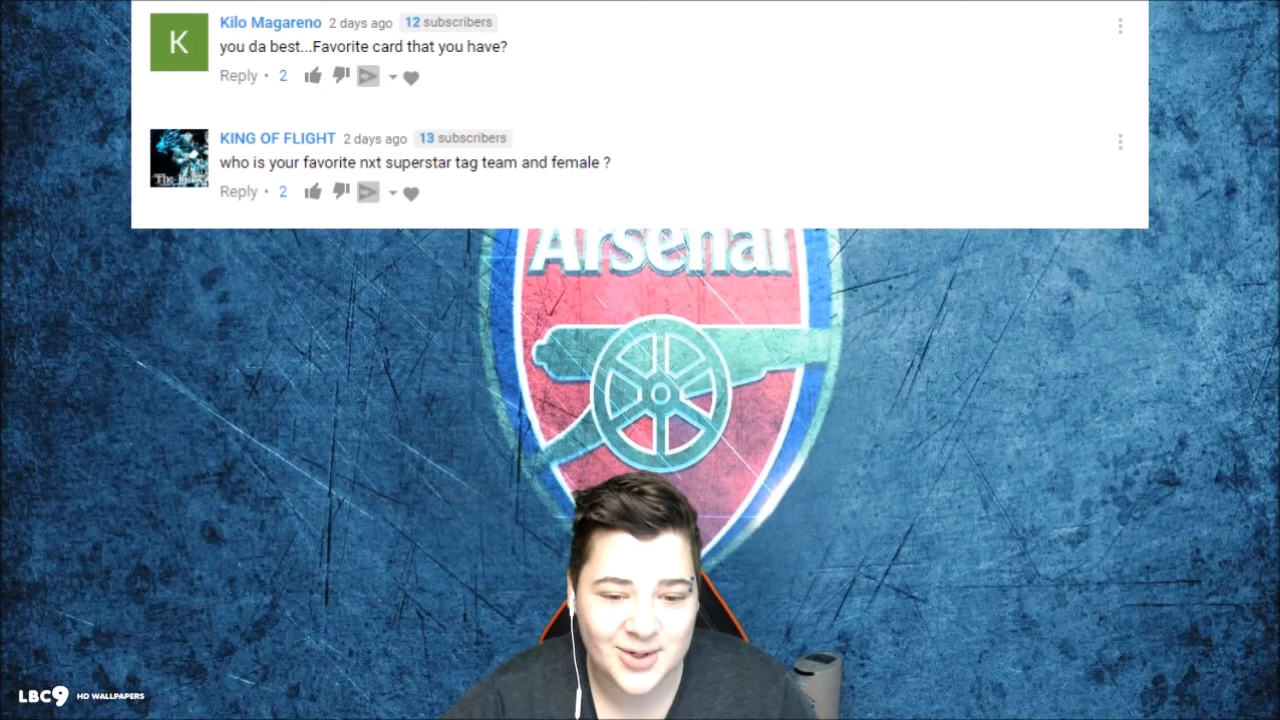 K
Kilo Magareno 2 days ago 12 subscribers
you da best...Favorite card that you have?
Reply • 2
KING OF FLIGHT 2 days ago 13 subscribers
who is your favorite nxt superstar tag team and female ?
Reply • 2
Arsenal
LBC9 HD WALLPAPERS